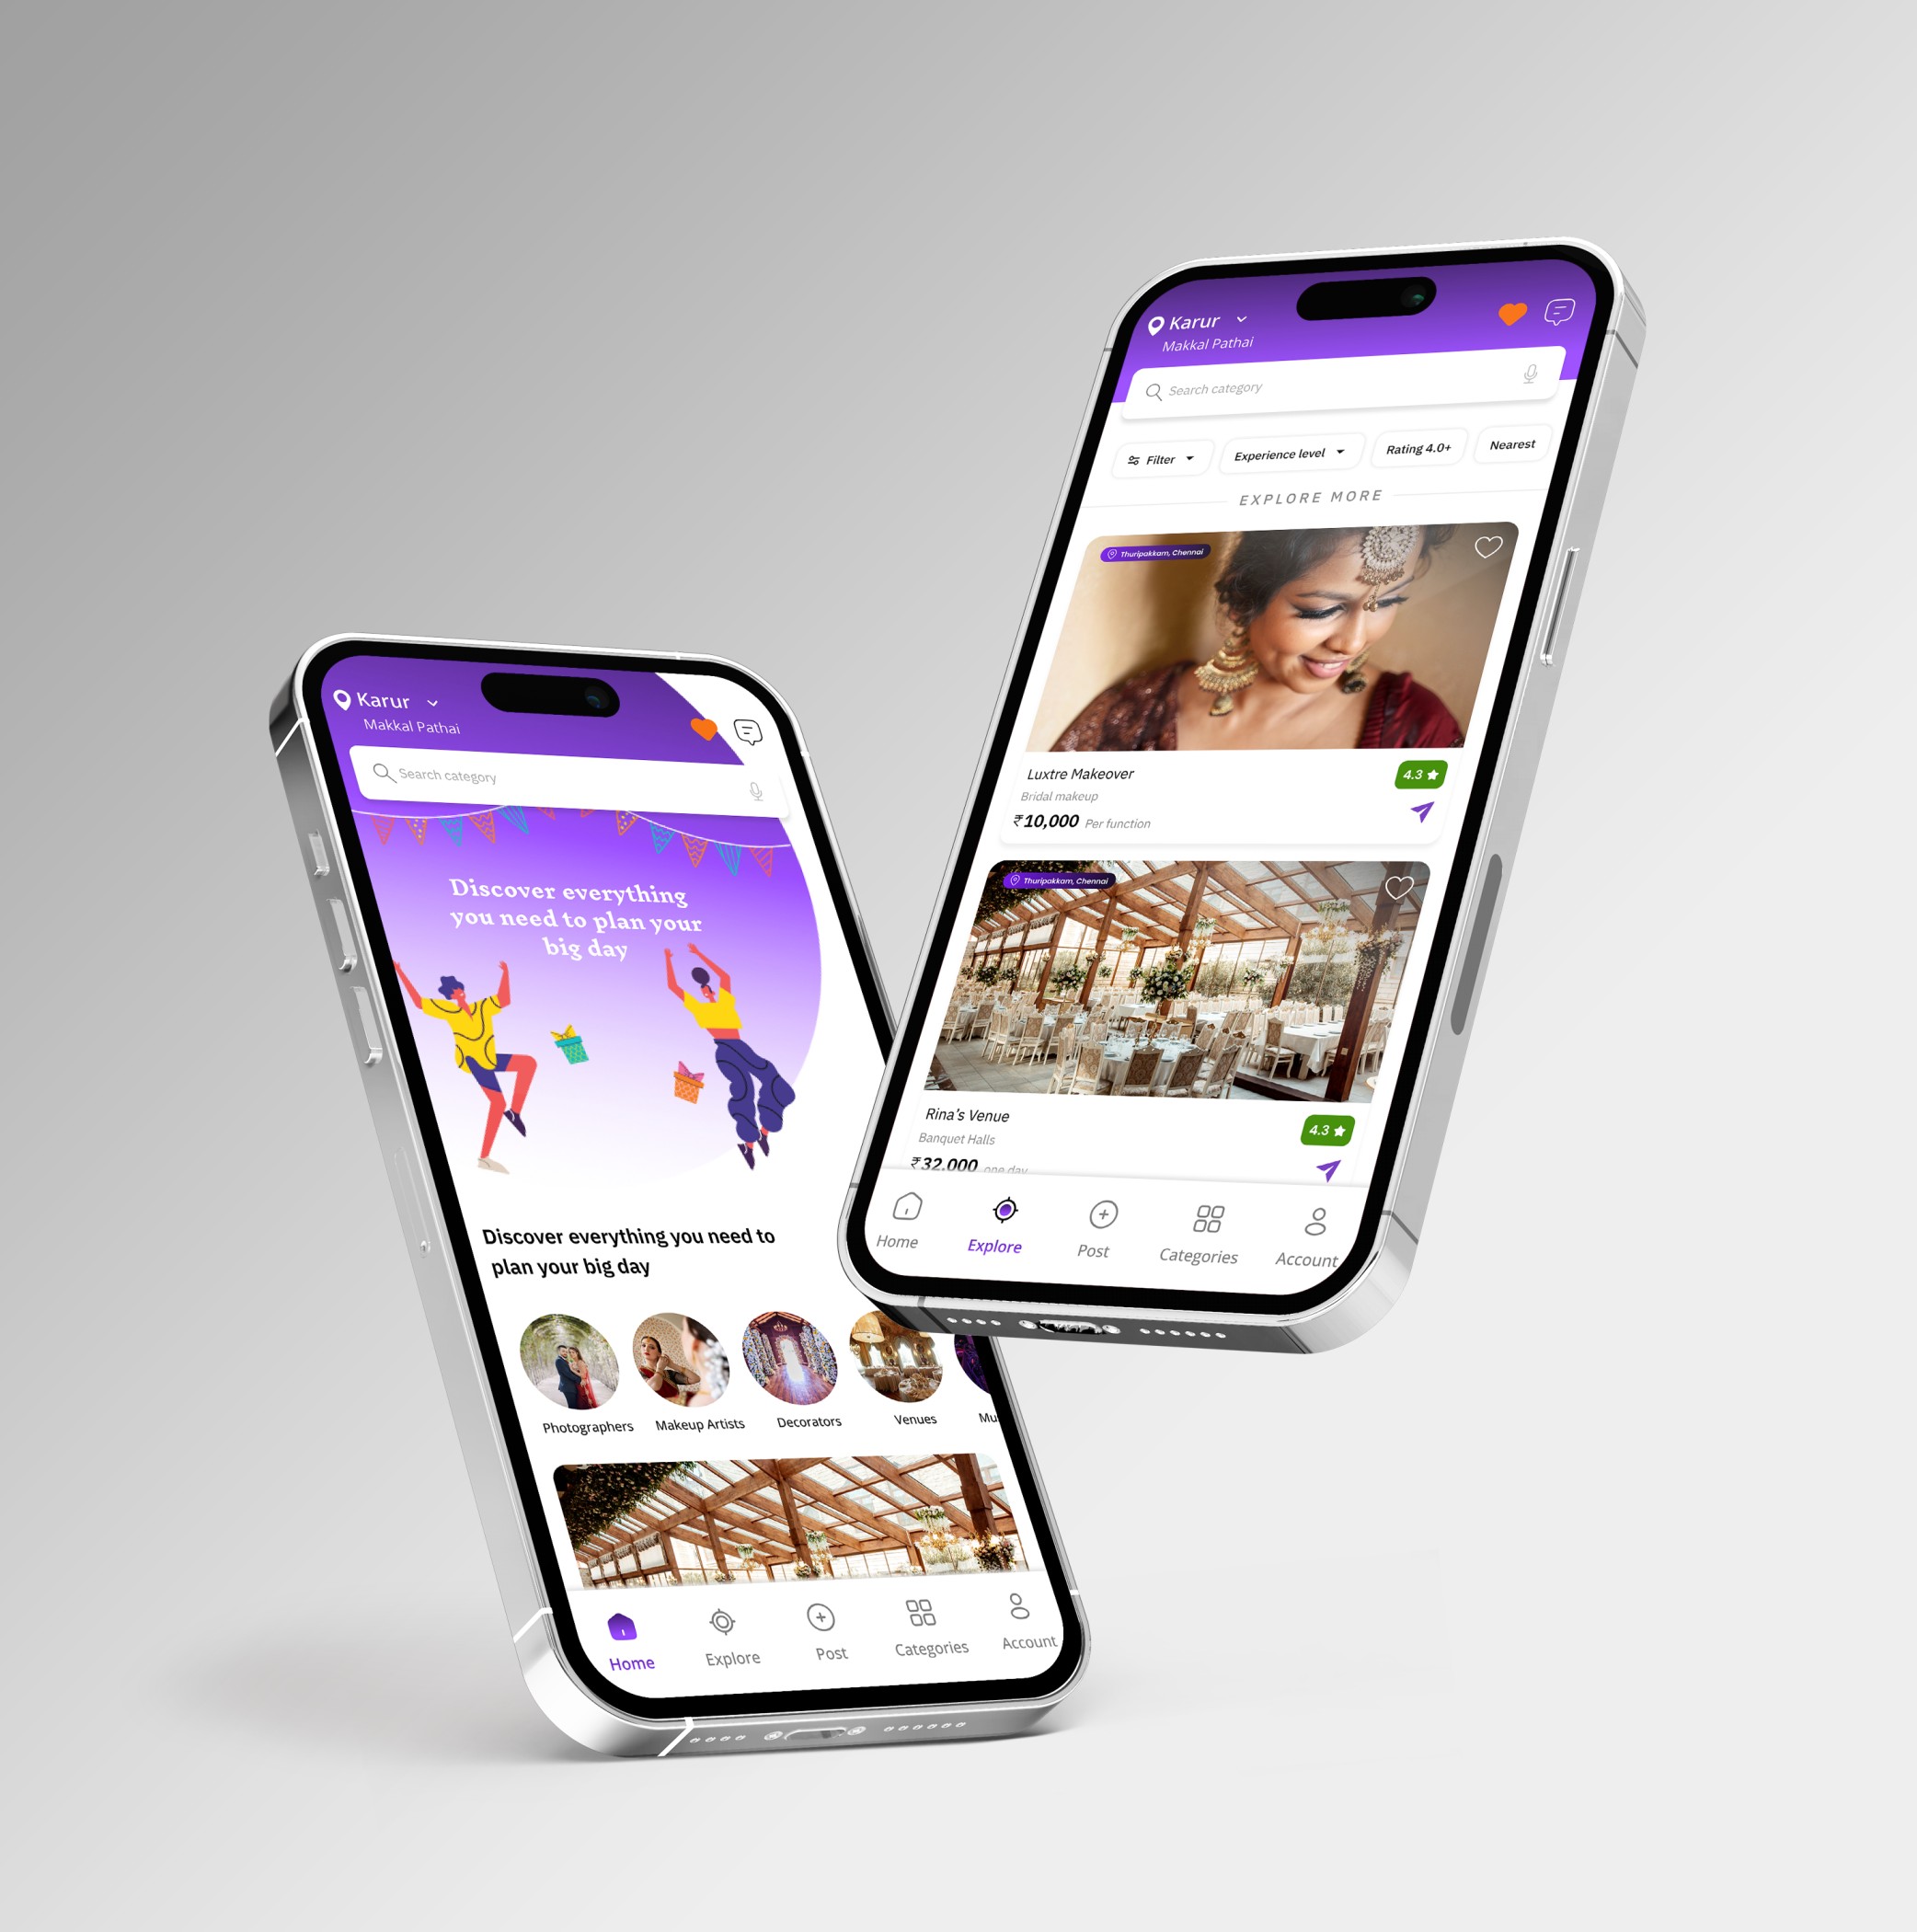 Karur
Makkal Pathai
Search category
Discover everything
you need to plan your
big day
Discover everything you need to
plan your big day
Photographers
Makeup Artists
Decorators
Venues
Home
Explore
Post
Categories
Account
Karur
Makkal Pathai
Search category
Filter
Experience level
Rating 4.0+
Nearest
EXPLORE MORE
Thuripakkam, Chennai
Luxtre Makeover
4.3
Bridal makeup
₹10,000 Per function
Thuripakkam, Chennai
Rina's Venue
4.3
Banquet Halls
₹32,000 one day
Home
Explore
Post
Categories
Account